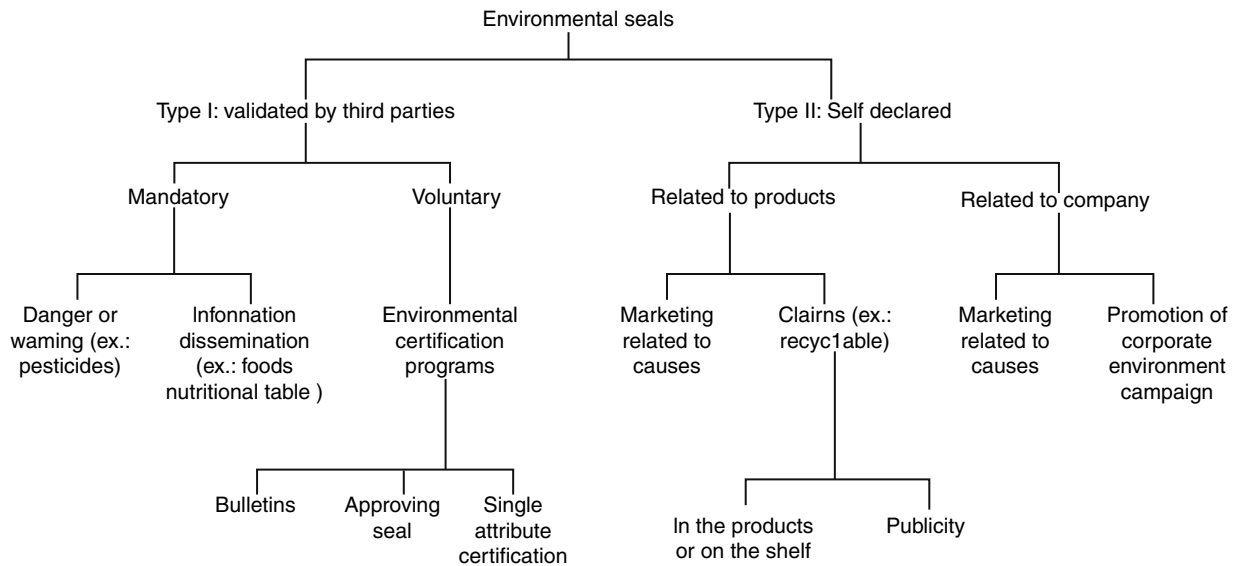 Environmental seals
Type I: validated by third parties
Type II: Self declared
Mandatory
Voluntary
Related to products
Related to company
Danger or
waming (ex.:
pesticides)
Infonnation
dissemination
(ex.: foods
nutritional table )
Environmental
certification
programs
Marketing
related to
causes
Clairns (ex.:
recyc1able)
Marketing
related to
causes
Promotion of
corporate
environment
campaign
Bulletins
Approving
seal
Single
attribute
certification
In the products
or on the shelf
Publicity